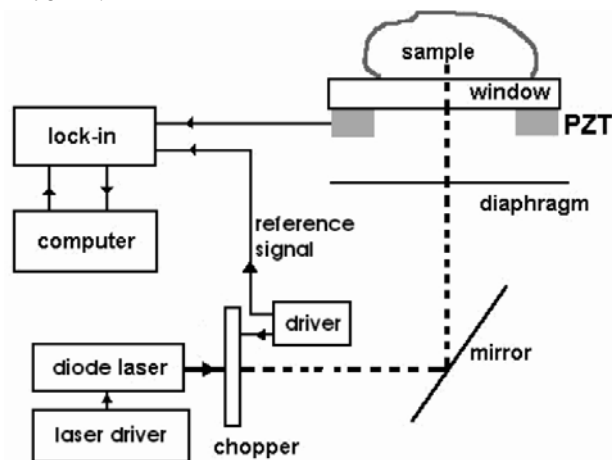 sample
window
PZT
lock-in
diaphragm
computer
reference
signal
driver
mirror
diode laser
laser driver
chopper